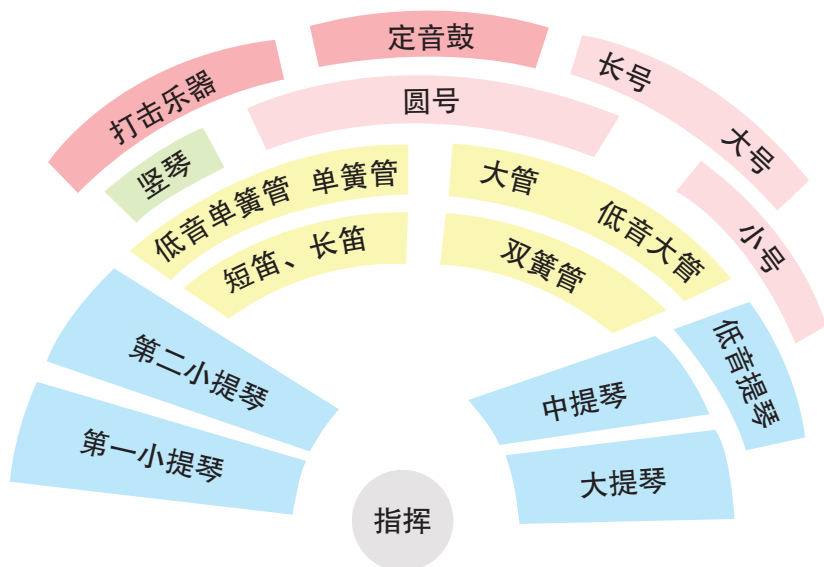 定音鼓
打击乐器
长号
大号
圆号
竖琴
低音单簧管 单簧管
大管
低音大管
小号
短笛、长笛
双簧管
第二小提琴
低音提琴
第一小提琴
中提琴
大提琴
指挥